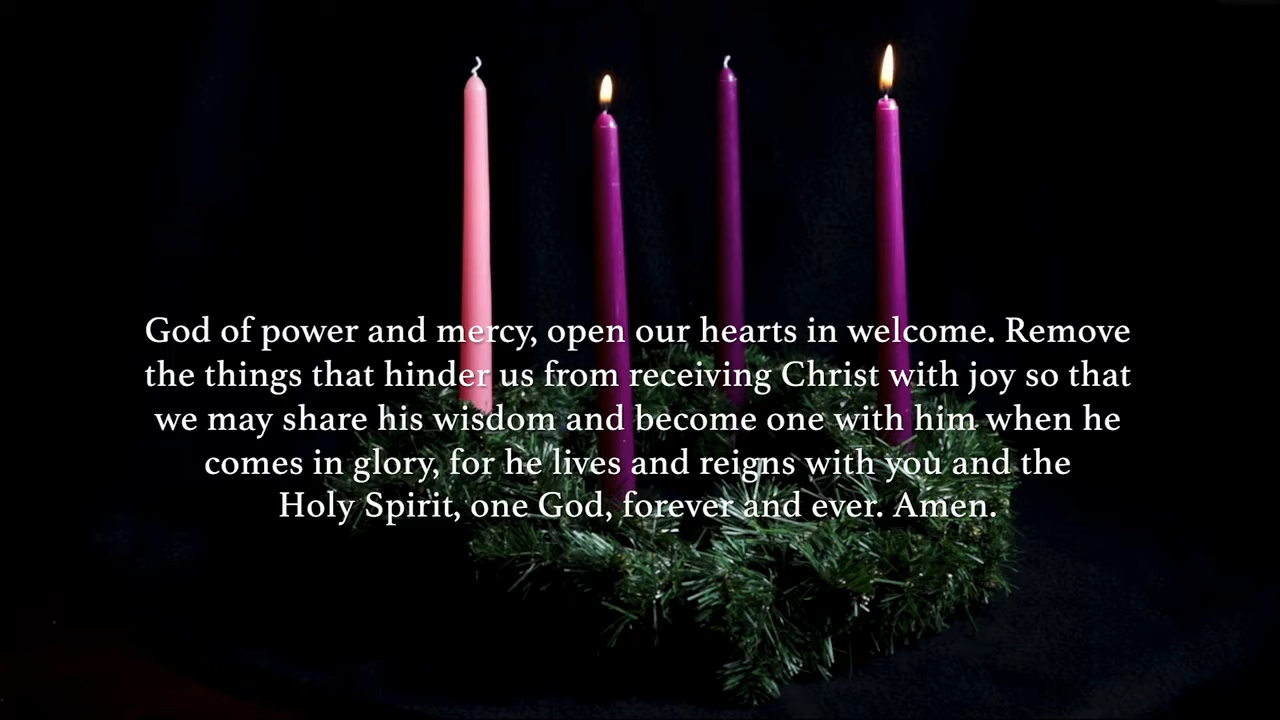 God of power and mercy, open our hearts in welcome. Remove
the things that hinder us from receiving Christ with joy so that
we may share his wisdom and become one with him when he
comes in glory, for he lives and reigns with you and the
Holy Spirit, one God, forever and ever. Amen.